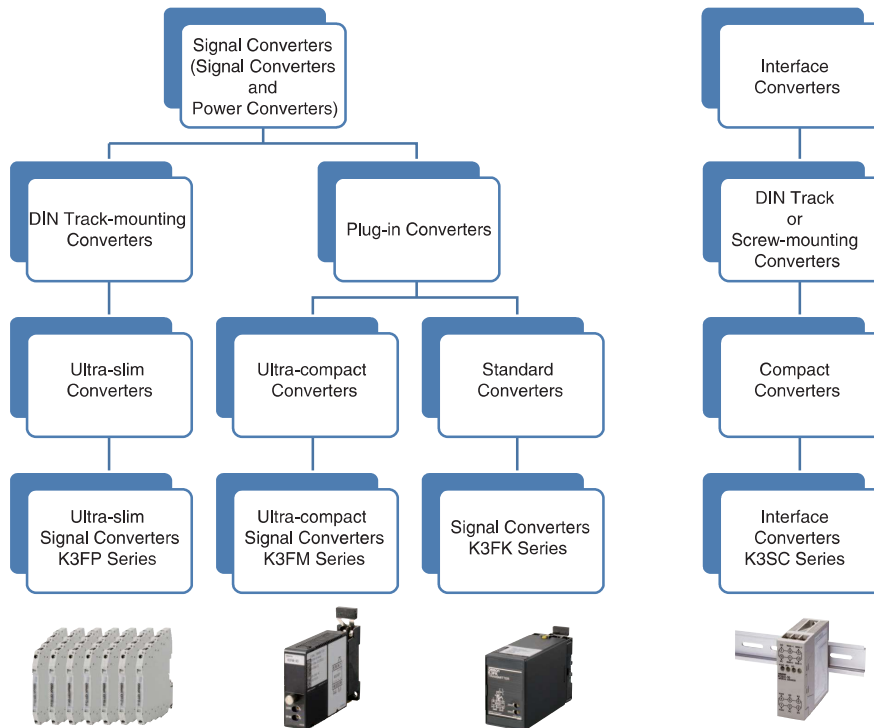 Signal Converters
(Signal Converters
and
Power Converters)
Interface
Converters
DIN Track-mounting
Converters
Plug-in Converters
DIN Track
or
Screw-mounting
Converters
Ultra-slim
Converters
Ultra-compact
Converters
Standard
Converters
Compact
Converters
Ultra-slim
Signal Converters
K3FP Series
Ultra-compact
Signal Converters
K3FM Series
Signal Converters
K3FK Series
Interface
Converters
K3SC Series